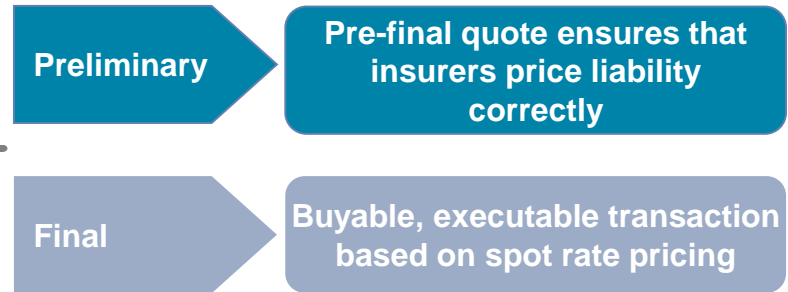 Preliminary
Pre-final quote ensures that
insurers price liability
correctly
Final
Buyable, executable transaction
based on spot rate pricing